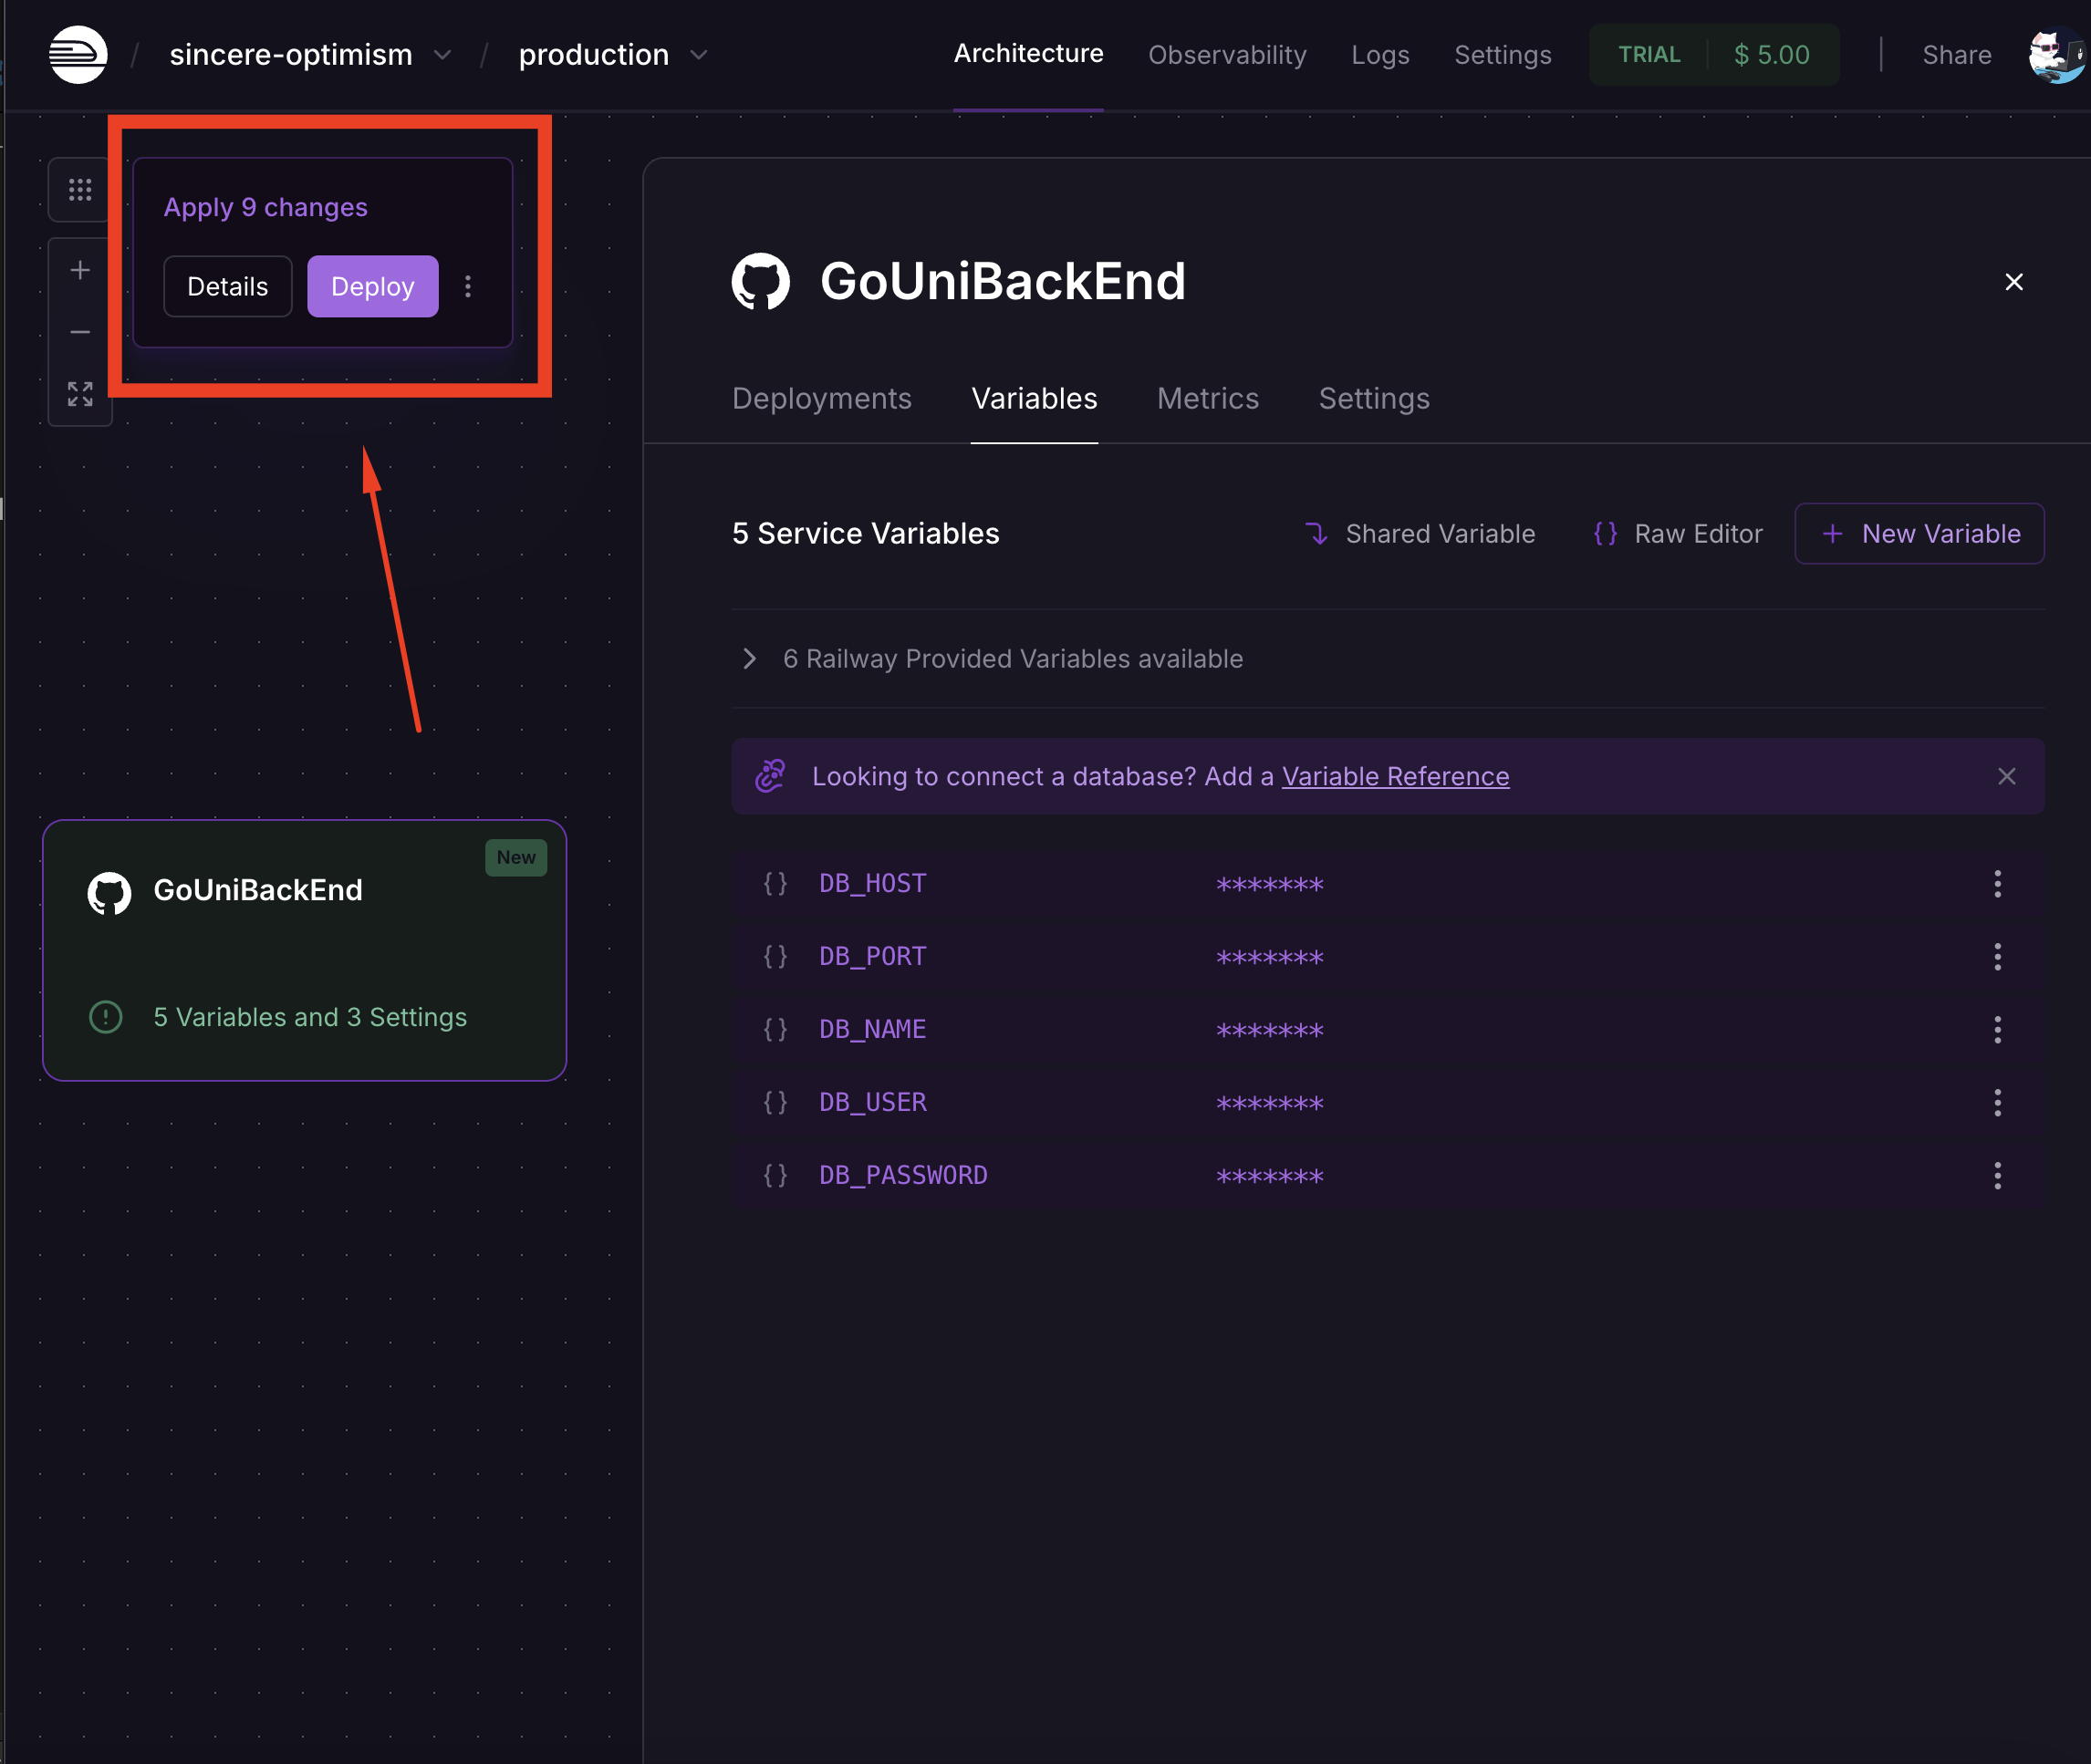 sincere-optimism
production
Architecture
Observability
Logs
Settings
TRIAL
$ 5.00
Share
Apply 9 changes
Details
Deploy
GoUniBackEnd
Deployments
Variables
Metrics
Settings
5 Service Variables
Shared Variable
{} Raw Editor
+ New Variable
6 Railway Provided Variables available
Looking to connect a database? Add a Variable Reference
{} DB_HOST *******
{} DB_PORT *******
{} DB_NAME *******
{} DB_USER *******
{} DB_PASSWORD *******
New
GoUniBackEnd
5 Variables and 3 Settings